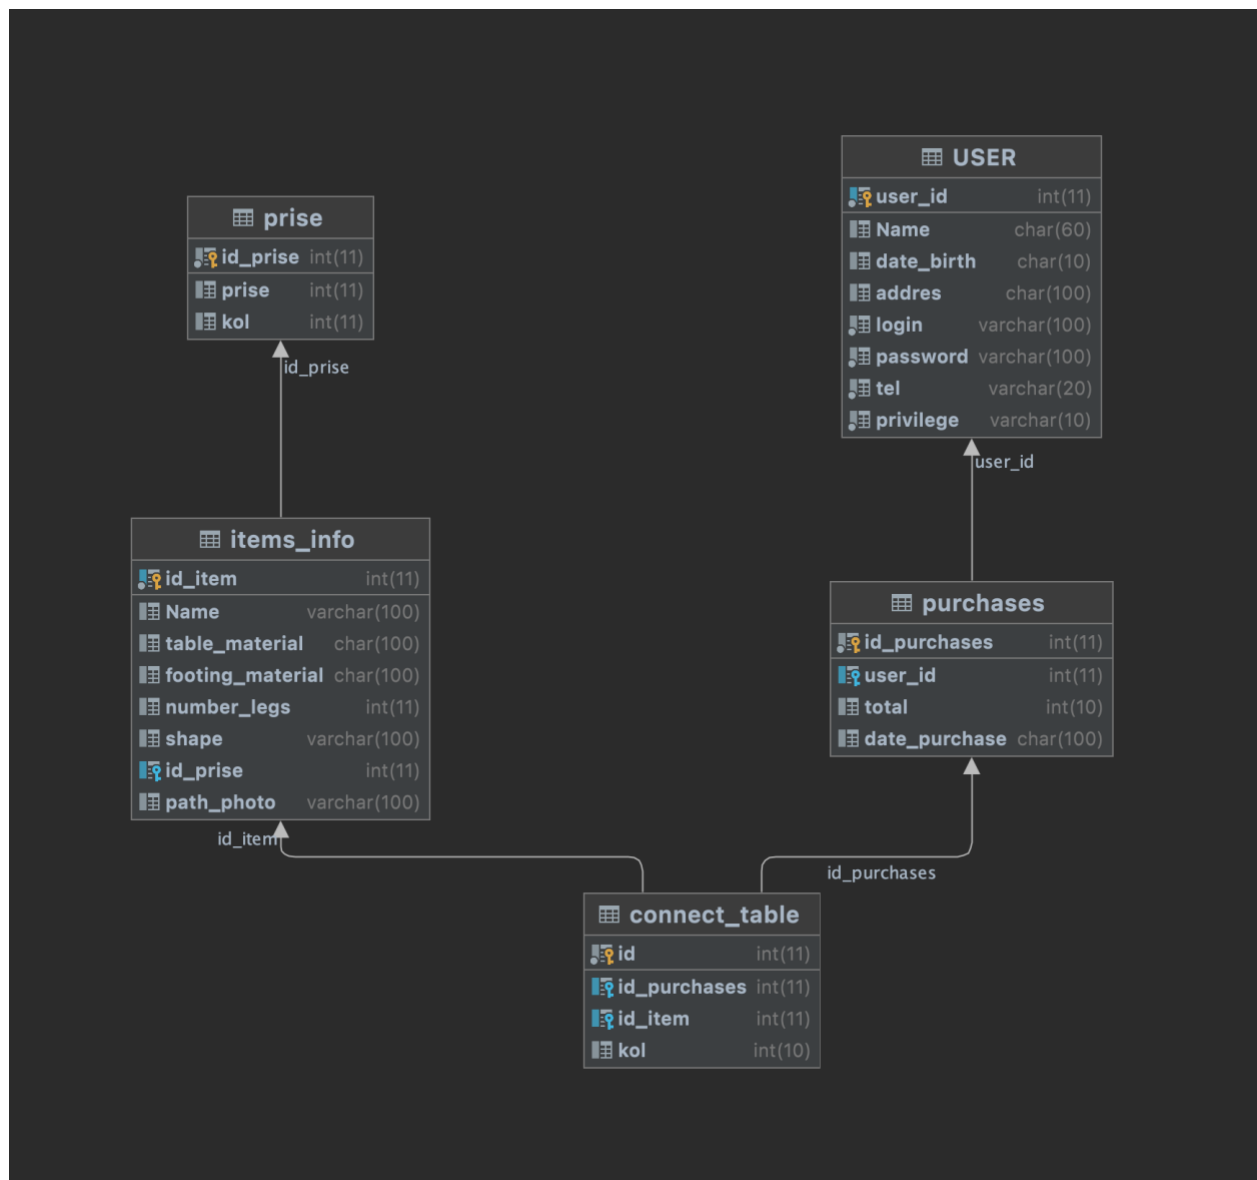 prise
id_prise int(11)
prise int(11)
kol int(11)
id_prise
items_info
id_item int(11)
Name varchar(100)
table_material char(100)
footing_material char(100)
number_legs int(11)
shape varchar(100)
id_prise int(11)
path_photo varchar(100)
id_item
USER
user_id int(11)
Name char(60)
date_birth char(10)
addres char(100)
login varchar(100)
password varchar(100)
tel varchar(20)
privilege varchar(10)
user_id
purchases
id_purchases int(11)
user_id int(11)
total int(10)
date_purchase char(100)
id_purchases
connect_table
id int(11)
id_purchases int(11)
id_item int(11)
kol int(10)